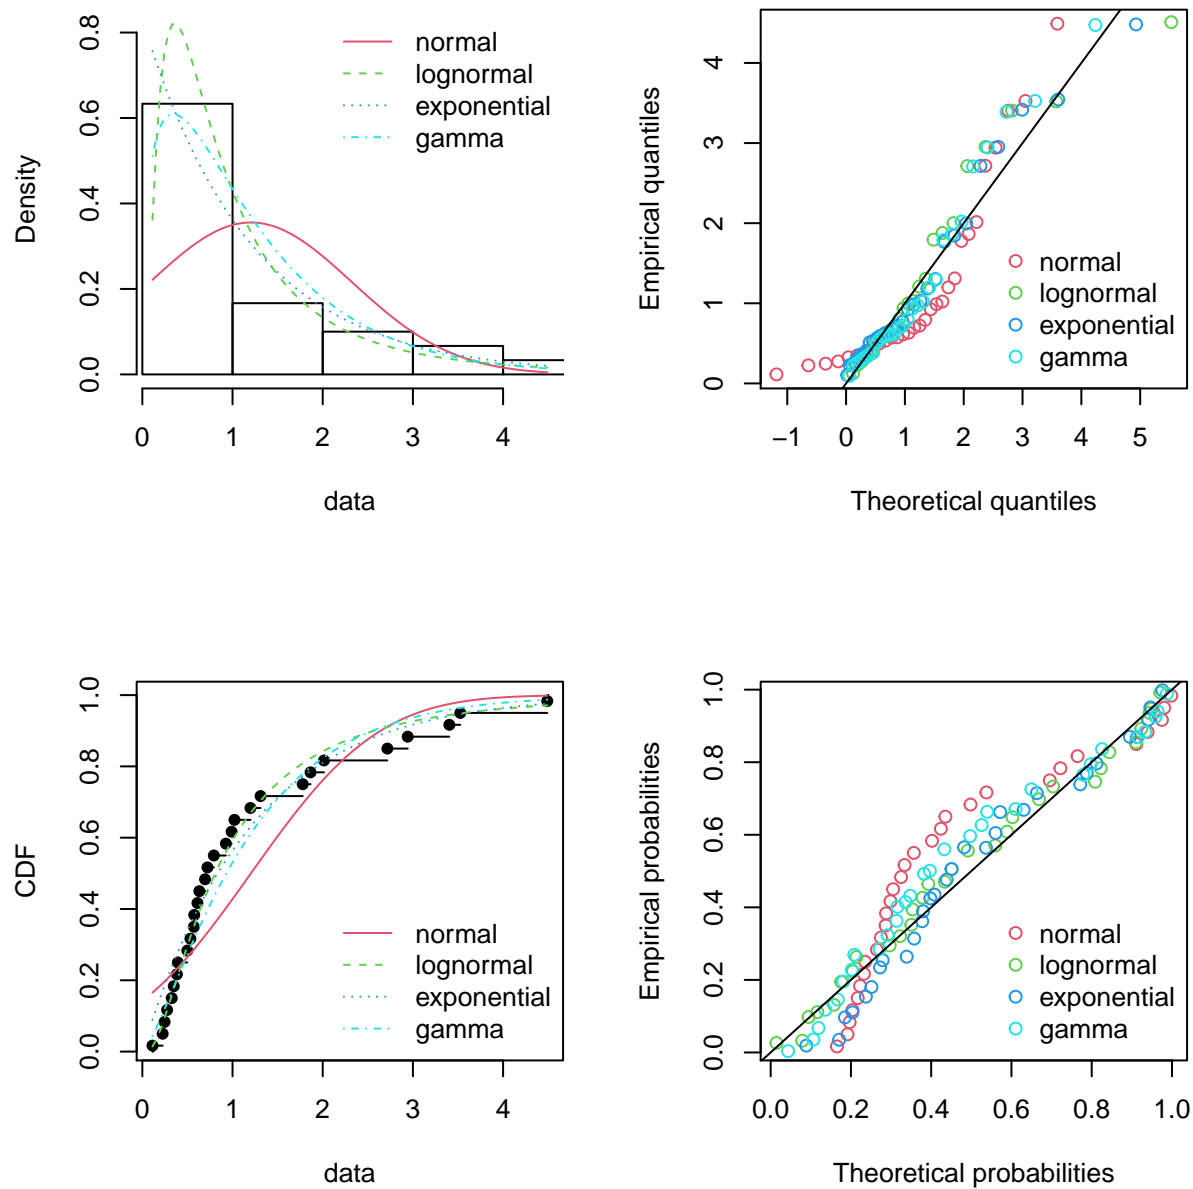 0.0 0.2 0.4 0.6 0.8
Density
normal
lognormal
exponential
gamma
0 1 2 3 4
data
0 1 2 3 4
Empirical quantiles
normal
lognormal
exponential
gamma
−1 0 1 2 3 4 5
Theoretical quantiles
0.0 0.2 0.4 0.6 0.8 1.0
CDF
normal
lognormal
exponential
gamma
0 1 2 3 4
data
0.0 0.2 0.4 0.6 0.8 1.0
Empirical probabilities
normal
lognormal
exponential
gamma
0.0 0.2 0.4 0.6 0.8 1.0
Theoretical probabilities